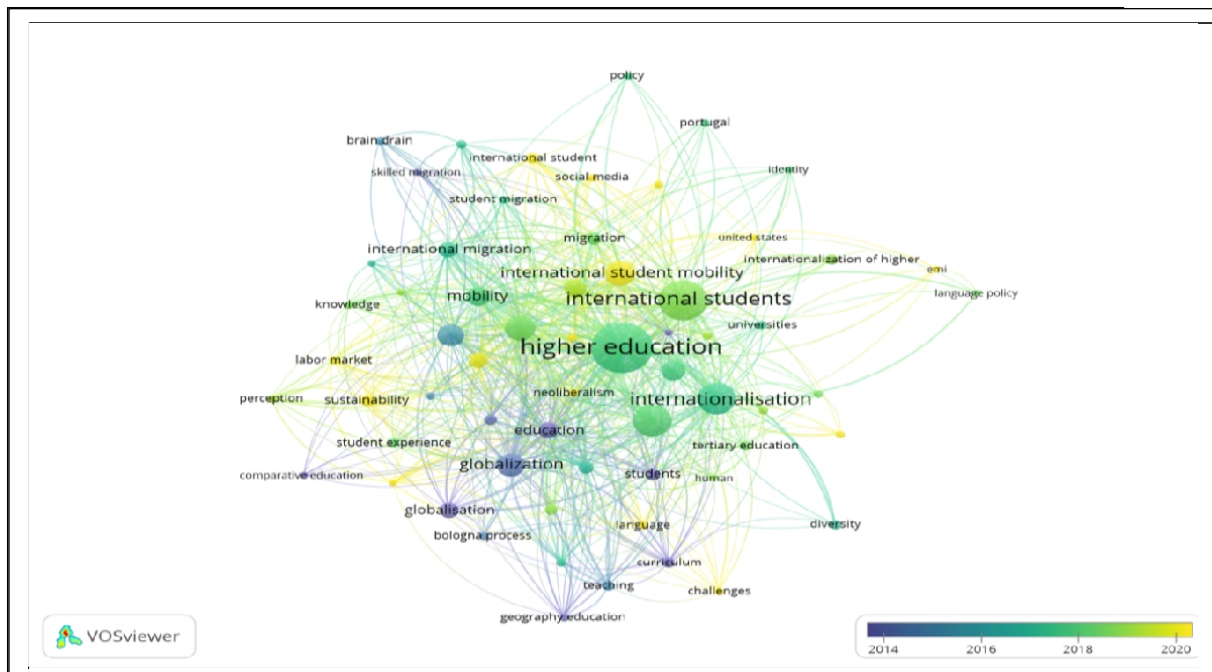 policy
portugal
brain drain
international student
identity
skilled migration
social media
student migration
migration
united states
international migration
internationalization of higher
emi
international student mobility
language policy
mobility
international students
knowledge
universities
higher education
labor market
neoliberalism
perception
sustainability
internationalisation
education
student experience
tertiary education
globalization
comparative education
students
human
globalisation
language
diversity
bologna process
curriculum
teaching
challenges
geography education
VOSviewer
2014 2016 2018 2020